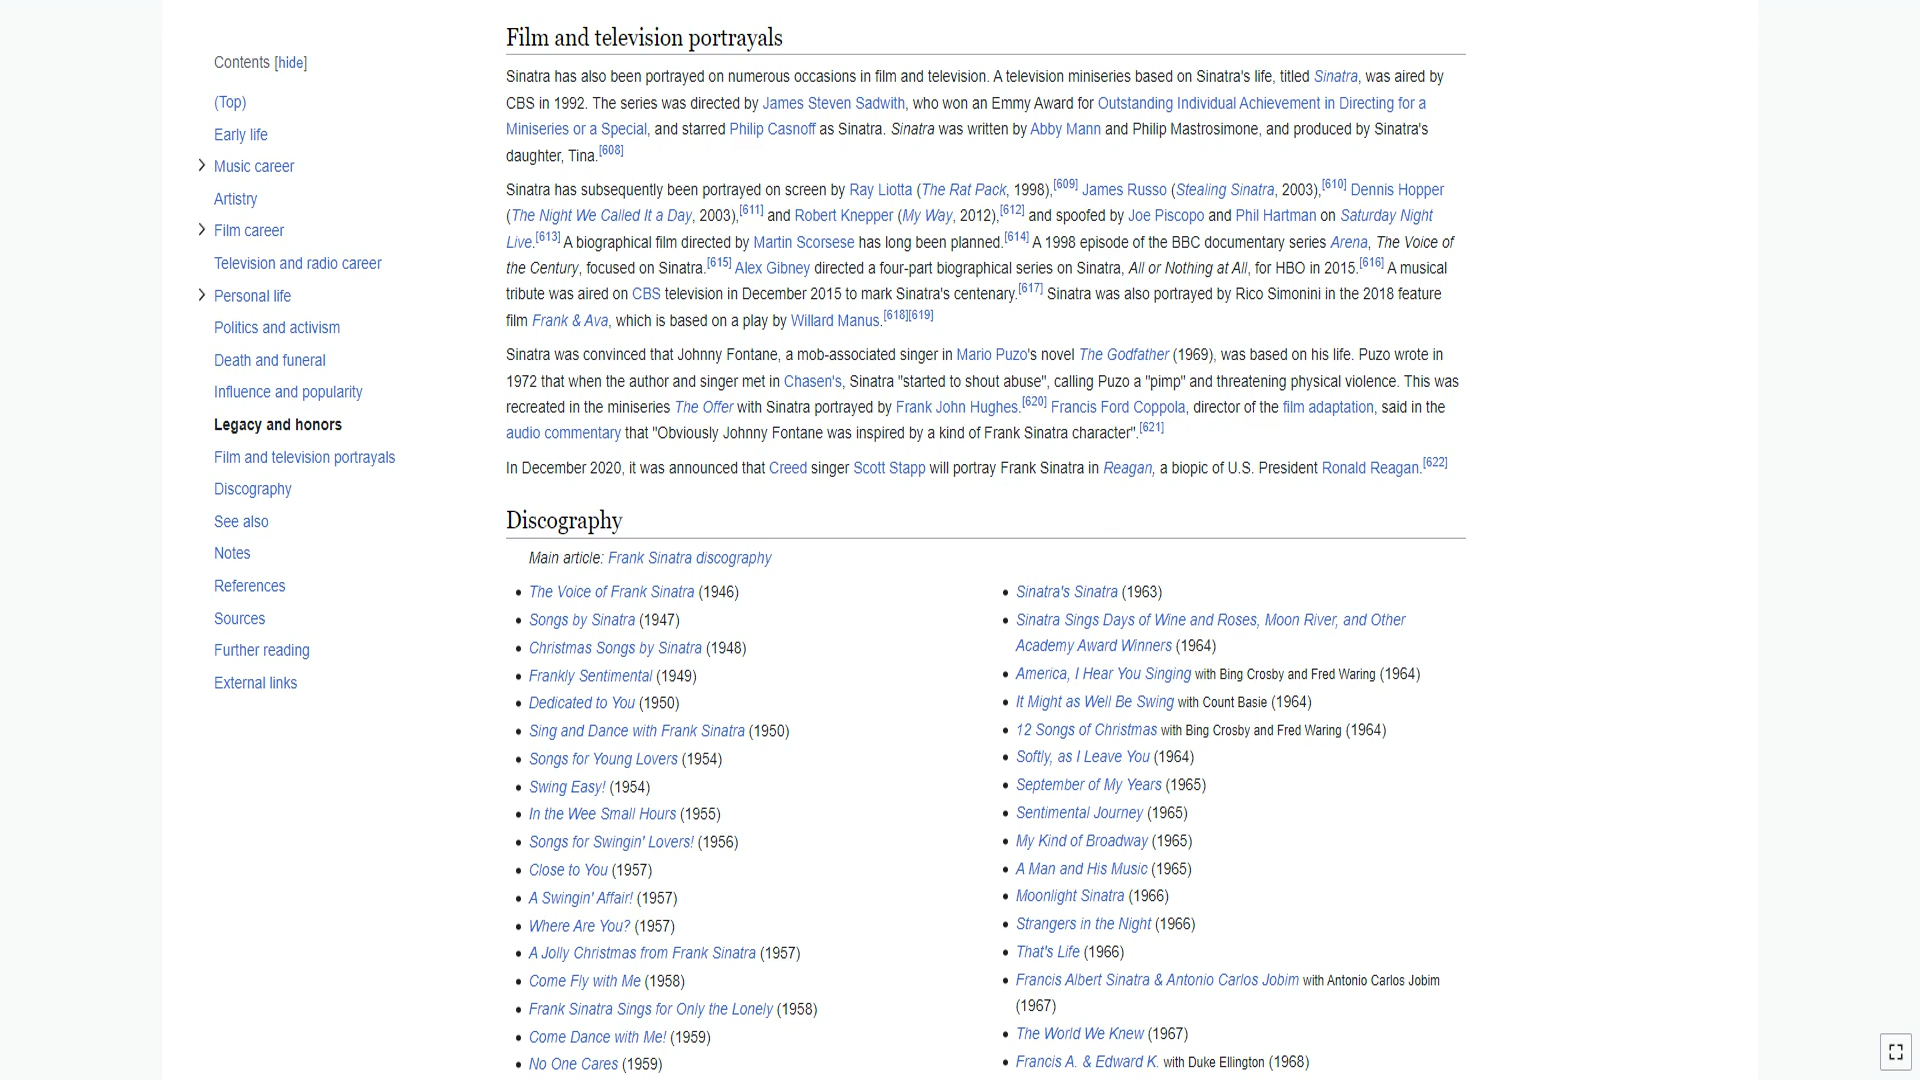 Contents [hide]
(Top)
Early life
Music career
Artistry
Film career
Television and radio career
Personal life
Politics and activism
Death and funeral
Influence and popularity
Legacy and honors
Film and television portrayals
Discography
See also
Notes
References
Sources
Further reading
External links
Film and television portrayals
Sinatra has also been portrayed on numerous occasions in film and television. A television miniseries based on Sinatra's life, titled Sinatra, was aired by
CBS in 1992. The series was directed by James Steven Sadwith, who won an Emmy Award for Outstanding Individual Achievement in Directing for a
Miniseries or a Special, and starred Philip Casnoff as Sinatra. Sinatra was written by Abby Mann and Philip Mastrosimone, and produced by Sinatra's
daughter, Tina.[608]
Sinatra has subsequently been portrayed on screen by Ray Liotta (The Rat Pack, 1998),[609] James Russo (Stealing Sinatra, 2003),[610] Dennis Hopper
(The Night We Called It a Day, 2003),[611] and Robert Knepper (My Way, 2012),[612] and spoofed by Joe Piscopo and Phil Hartman on Saturday Night
Live.[613] A biographical film directed by Martin Scorsese has long been planned.[614] A 1998 episode of the BBC documentary series Arena, The Voice of
the Century, focused on Sinatra.[615] Alex Gibney directed a four-part biographical series on Sinatra, All or Nothing at All, for HBO in 2015.[616] A musical
tribute was aired on CBS television in December 2015 to mark Sinatra's centenary.[617] Sinatra was also portrayed by Rico Simonini in the 2018 feature
film Frank & Ava, which is based on a play by Willard Manus.[618][619]
Sinatra was convinced that Johnny Fontane, a mob-associated singer in Mario Puzo's novel The Godfather (1969), was based on his life. Puzo wrote in
1972 that when the author and singer met in Chasen's, Sinatra "started to shout abuse", calling Puzo a "pimp" and threatening physical violence. This was
recreated in the miniseries The Offer with Sinatra portrayed by Frank John Hughes.[620] Francis Ford Coppola, director of the film adaptation, said in the
audio commentary that "Obviously Johnny Fontane was inspired by a kind of Frank Sinatra character".[621]
In December 2020, it was announced that Creed singer Scott Stapp will portray Frank Sinatra in Reagan, a biopic of U.S. President Ronald Reagan.[622]
Discography
Main article: Frank Sinatra discography
The Voice of Frank Sinatra (1946)
Songs by Sinatra (1947)
Christmas Songs by Sinatra (1948)
Frankly Sentimental (1949)
Dedicated to You (1950)
Sing and Dance with Frank Sinatra (1950)
Songs for Young Lovers (1954)
Swing Easy! (1954)
In the Wee Small Hours (1955)
Songs for Swingin' Lovers! (1956)
Close to You (1957)
A Swingin' Affair! (1957)
Where Are You? (1957)
A Jolly Christmas from Frank Sinatra (1957)
Come Fly with Me (1958)
Frank Sinatra Sings for Only the Lonely (1958)
Come Dance with Me! (1959)
No One Cares (1959)
Sinatra's Sinatra (1963)
Sinatra Sings Days of Wine and Roses, Moon River, and Other
Academy Award Winners (1964)
America, I Hear You Singing with Bing Crosby and Fred Waring (1964)
It Might as Well Be Swing with Count Basie (1964)
12 Songs of Christmas with Bing Crosby and Fred Waring (1964)
Softly, as I Leave You (1964)
September of My Years (1965)
Sentimental Journey (1965)
My Kind of Broadway (1965)
A Man and His Music (1965)
Moonlight Sinatra (1966)
Strangers in the Night (1966)
That's Life (1966)
Francis Albert Sinatra & Antonio Carlos Jobim with Antonio Carlos Jobim
(1967)
The World We Knew (1967)
Francis A. & Edward K. with Duke Ellington (1968)